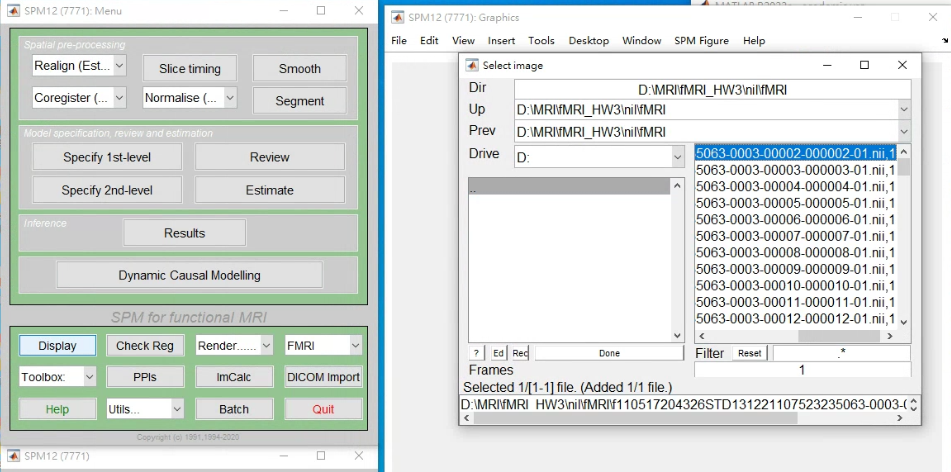 SPM12 (7771): Menu
Spatial pre-processing
Realign (Est...
Slice timing
Smooth
Coregister (...
Normalise (...
Segment
Model specification, review and estimation
Specify 1st-level
Review
Specify 2nd-level
Estimate
Inference
Results
Dynamic Causal Modelling
SPM for functional MRI
Display
Check Reg
Render......
FMRI
Toolbox:
PPIs
ImCalc
DICOM Import
Help
Utils...
Batch
Quit
Copyright (c) 1991,1994-2020
SPM12 (7771)
SPM12 (7771): Graphics
File Edit View Insert Tools Desktop Window SPM Figure Help
Select image
Dir
D:\MRI\fMRI_HW3\nil\fMRI
Up
D:\MRI\fMRI_HW3\nil\fMRI
Prev
D:\MRI\fMRI_HW3\nil\fMRI
Drive
D:
..
5063-0003-00002-000002-01.nii,1
5063-0003-00003-000003-01.nii,1
5063-0003-00004-000004-01.nii,1
5063-0003-00005-000005-01.nii,1
5063-0003-00006-000006-01.nii,1
5063-0003-00007-000007-01.nii,1
5063-0003-00008-000008-01.nii,1
5063-0003-00009-000009-01.nii,1
5063-0003-00010-000010-01.nii,1
5063-0003-00011-000011-01.nii,1
5063-0003-00012-000012-01.nii,1
? Ed Rec Done
Filter Reset .*
Frames
1
Selected 1/[1-1] file. (Added 1/1 file.)
D:\MRI\fMRI_HW3\nil\fMRI\f110517204326STD131221107523235063-0003-(